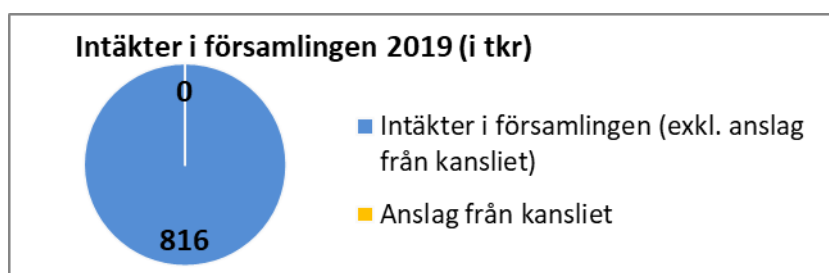 Intäkter i församlingen 2019 (i tkr)
0
816
Intäkter i församlingen (exkl. anslag
från kansliet)
Anslag från kansliet